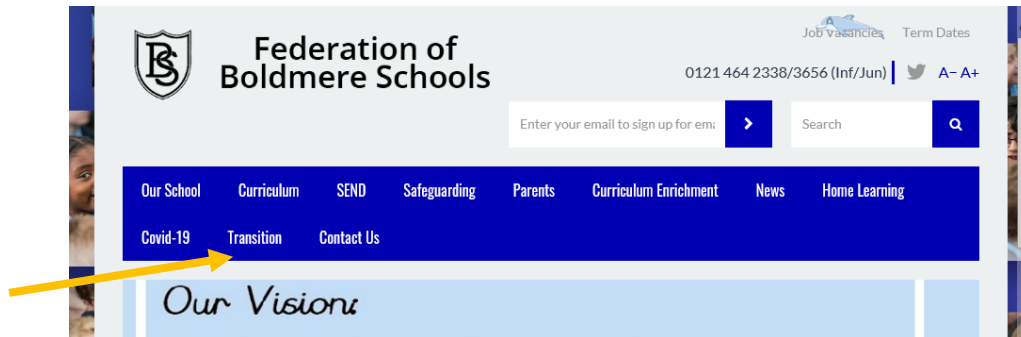 Job vacancies Term Dates
BS
Federation of
Boldmere Schools
0121 464 2338/3656 (Inf/Jun) A- A+
Enter your email to sign up for ema
Search
Our School Curriculum SEND Safeguarding Parents Curriculum Enrichment News Home Learning
Covid-19 Transition Contact Us
Our Vision: